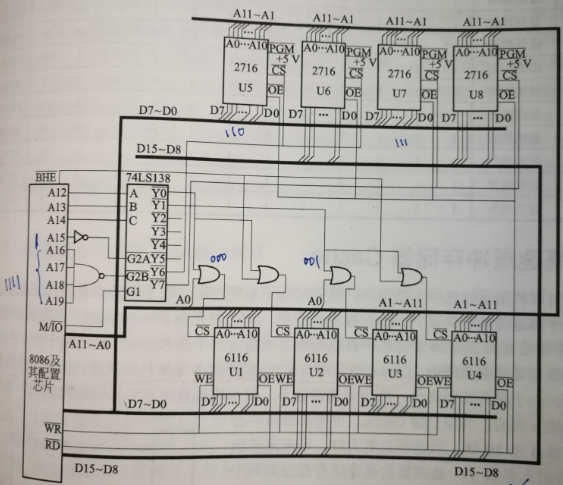 A11~A1 A11~A1 A11~A1 A11~A1
A0···A10 A0···A10 A0···A10 A0···A10
PGM PGM PGM PGM
+5 V +5 V +5 V +5 V
2716 2716 2716 2716
CS CS CS CS
U5 U6 U7 U8
OE OE OE OE
D7 ··· D0 D7 ··· D0 D7 ··· D0 D7 ··· D0
D7~D0
110 111
D15~D8
BHE
74LS138
A12 A Y0
A13 B Y1
A14 C Y2
Y3
A15 Y4
A16 G2A Y5
A17 G2B Y6
A18 G1 Y7
A19
1111
000 001
A0 A0 A1~A11 A1~A11
M/IO
A11~A0
CS CS CS CS
A0···A10 A0···A10 A0···A10 A0···A10
8086及
其配置
芯片
6116 6116 6116 6116
WE U1 OE WE U2 OE WE U3 OE WE U4 OE
D7 ··· D0 D7 ··· D0 D7 ··· D0 D7 ··· D0
D7~D0
WR
RD
D15~D8 D15~D8